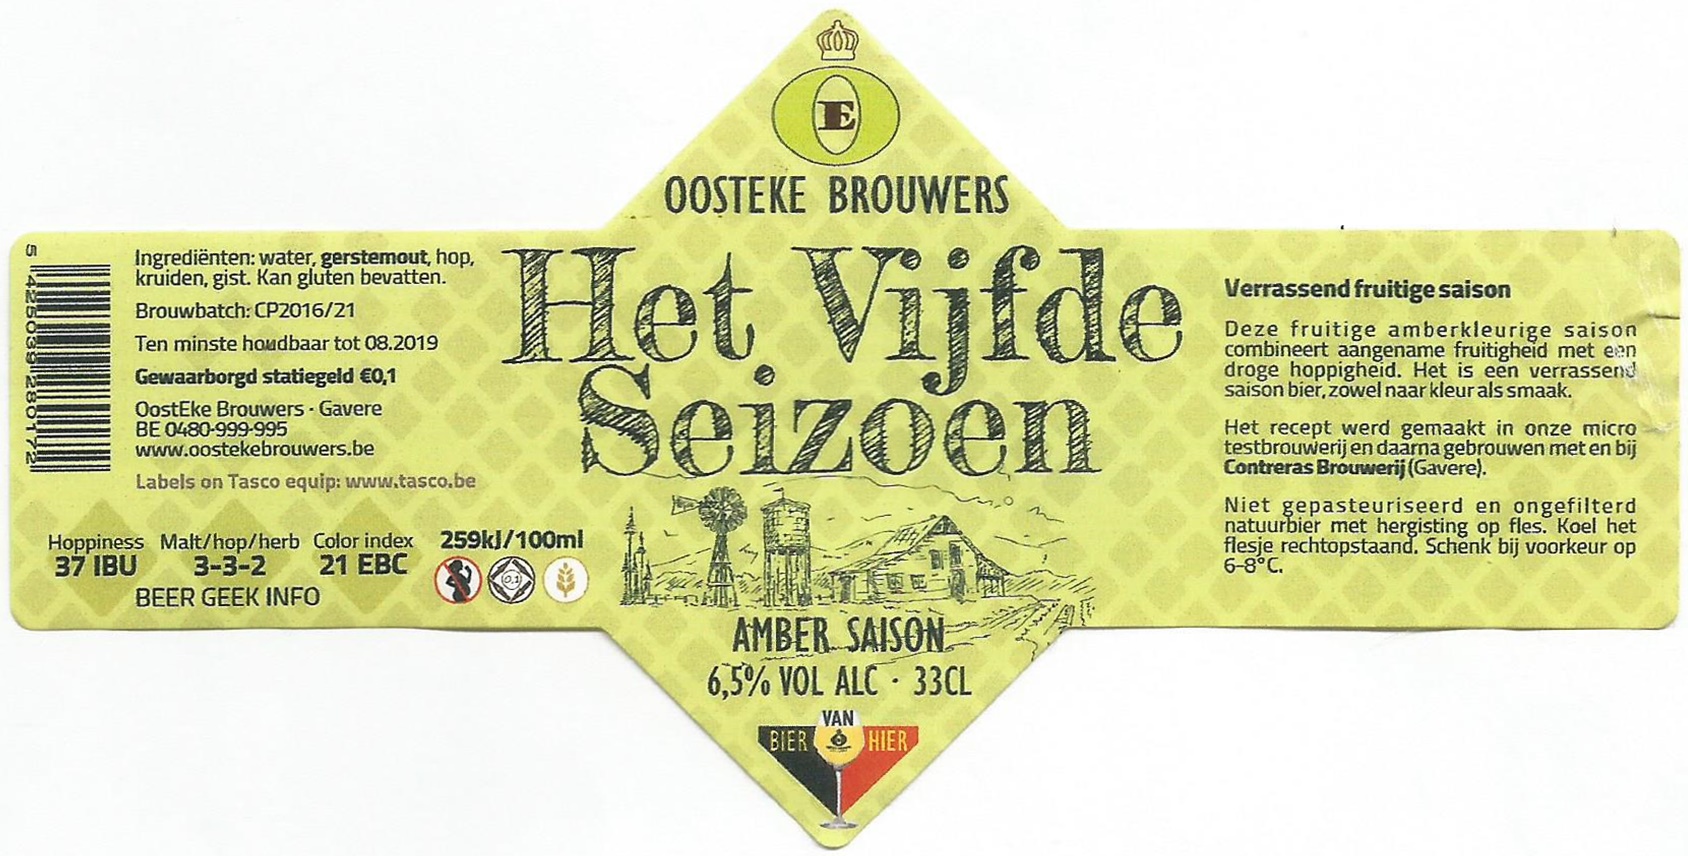 E
OOSTEKE BROUWERS
Het Vijfde
Seizoen
AMBER SAISON
6,5% VOL ALC · 33CL
VAN
BIER HIER
5 425039 280172
Ingrediënten: water, gerstemout, hop,
kruiden, gist. Kan gluten bevatten.
Brouwbatch: CP2016/21
Ten minste houdbaar tot 08.2019
Gewaarborgd statiegeld €0,1
OostEke Brouwers · Gavere
BE 0480-999-995
www.oostekebrouwers.be
Labels on Tasco equip: www.tasco.be
Hoppiness Malt/hop/herb Color index 259kJ/100ml
37 IBU 3-3-2 21 EBC
0,1
BEER GEEK INFO
Verrassend fruitige saison
Deze fruitige amberkleurige saison
combineert aangename fruitigheid met een
droge hoppigheid. Het is een verrassend
saison bier, zowel naar kleur als smaak.
Het recept werd gemaakt in onze micro
testbrouwerij en daarna gebrouwen met en bij
Contreras Brouwerij (Gavere).
Niet gepasteuriseerd en ongefilterd
natuurbier met hergisting op fles. Koel het
flesje rechtopstaand. Schenk bij voorkeur op
6-8°C.